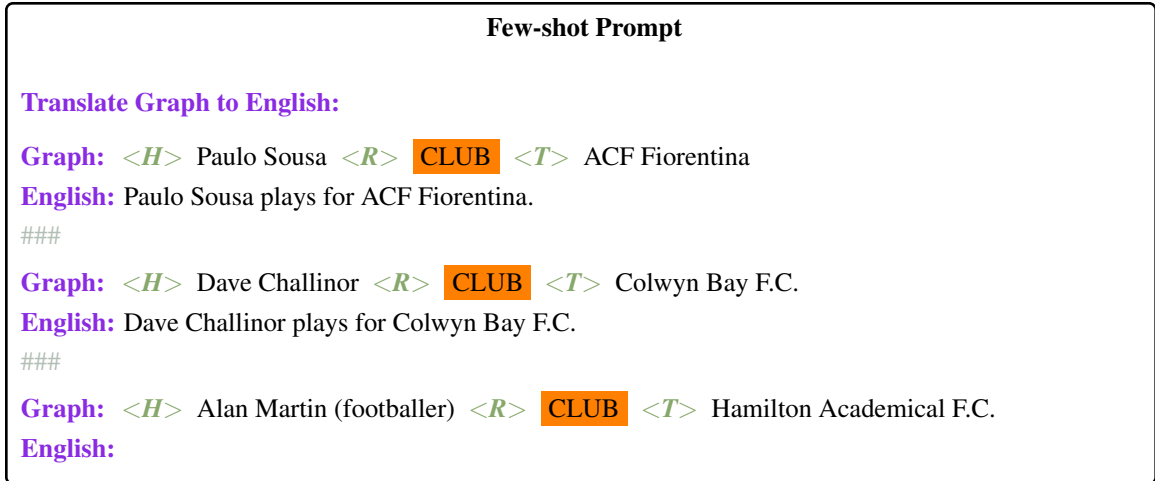 Few-shot Prompt
Translate Graph to English:
Graph: <H> Paulo Sousa <R> CLUB <T> ACF Fiorentina
English: Paulo Sousa plays for ACF Fiorentina.
###
Graph: <H> Dave Challinor <R> CLUB <T> Colwyn Bay F.C.
English: Dave Challinor plays for Colwyn Bay F.C.
###
Graph: <H> Alan Martin (footballer) <R> CLUB <T> Hamilton Academical F.C.
English: